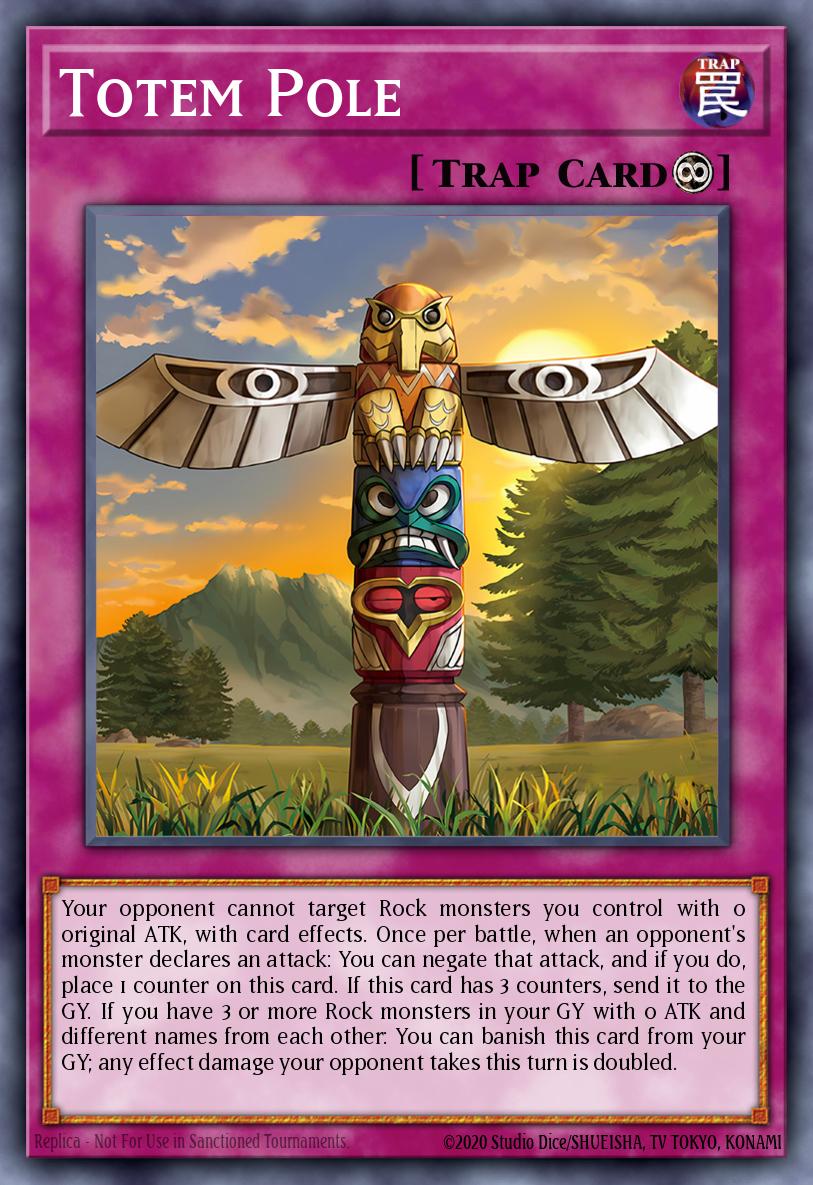 TOTEM POLE
TRAP
罠
[TRAP CARD]
Your opponent cannot target Rock monsters you control with 0
original ATK, with card effects. Once per battle, when an opponent's
monster declares an attack: You can negate that attack, and if you do,
place 1 counter on this card. If this card has 3 counters, send it to the
GY. If you have 3 or more Rock monsters in your GY with 0 ATK and
different names from each other: You can banish this card from your
GY; any effect damage your opponent takes this turn is doubled.
Replica - Not For Use in Sanctioned Tournaments.
©2020 Studio Dice/SHUEISHA, TV TOKYO, KONAMI